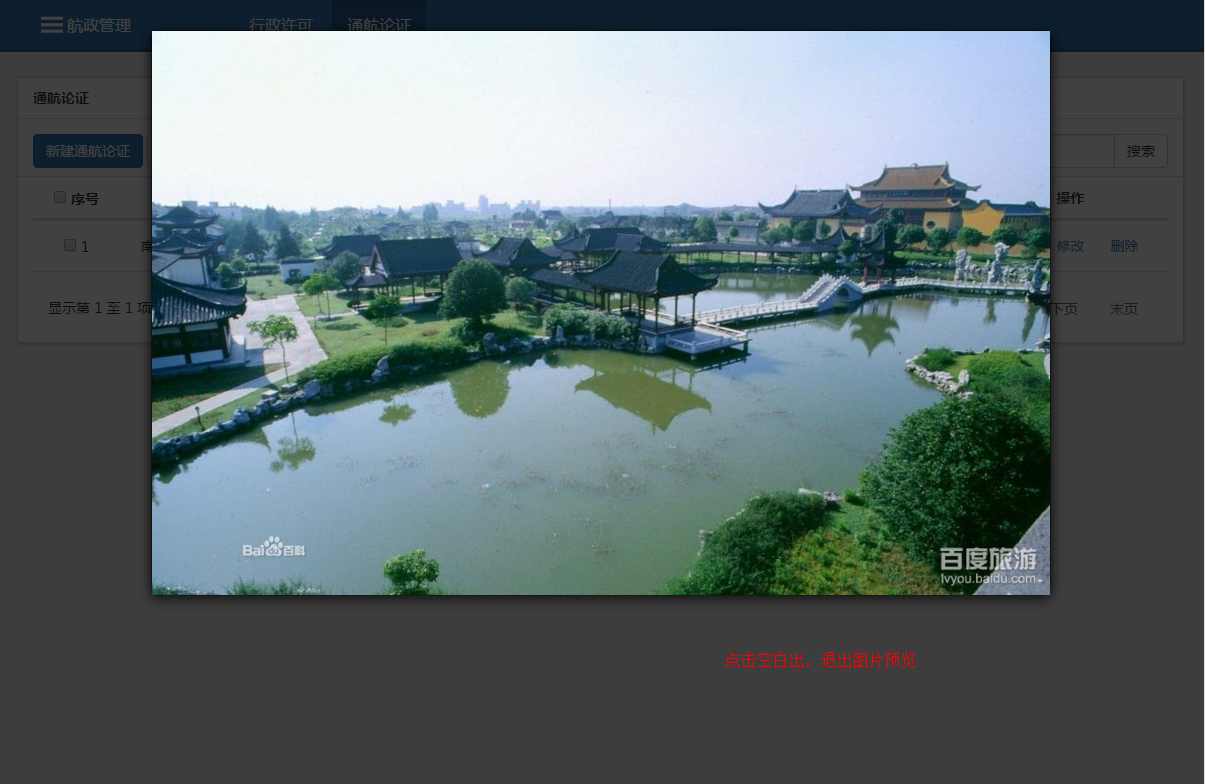 航政管理 行政许可 通航论证
通航论证
新建通航论证 搜索
序号 操作
1 修改 删除
显示第 1 至 1 项 下页 末页
Baidu百科
百度旅游
lvyou.baidu.com
点击空白出，退出图片预览